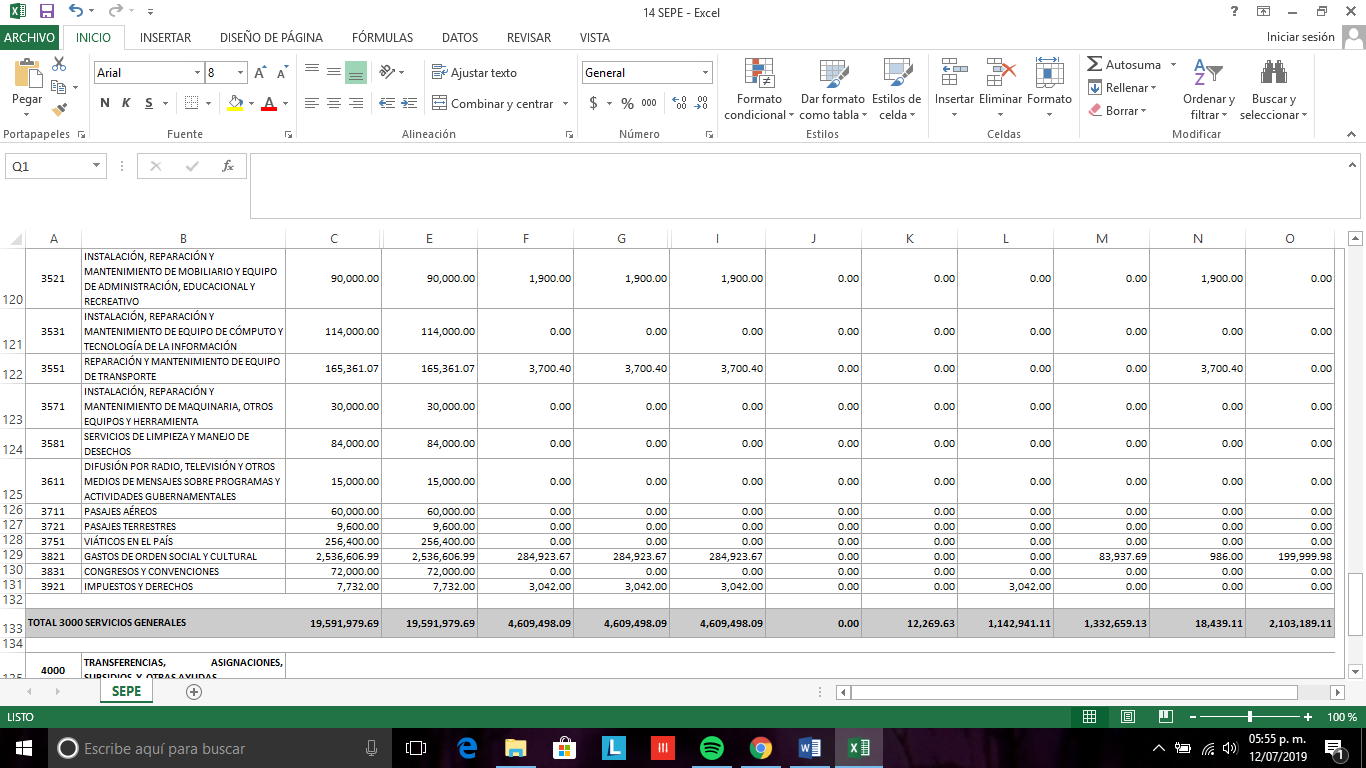 14 SEPE - Excel
?
ARCHIVO INICIO INSERTAR DISEÑO DE PÁGINA FÓRMULAS DATOS REVISAR VISTA Iniciar sesión
Pegar
Portapapeles
Arial 8
N K S
Fuente
Ajustar texto
Combinar y centrar
Alineación
General
$ % 000
Número
Formato condicional
Dar formato como tabla
Estilos de celda
Estilos
Insertar Eliminar Formato
Celdas
Autosuma
Rellenar
Borrar
Ordenar y filtrar
Buscar y seleccionar
Modificar
Q1 fx
A B C E F G I J K L M N O
120 3521 INSTALACIÓN, REPARACIÓN Y
MANTENIMIENTO DE MOBILIARIO Y EQUIPO
DE ADMINISTRACIÓN, EDUCACIONAL Y
RECREATIVO 90,000.00 90,000.00 1,900.00 1,900.00 1,900.00 0.00 0.00 0.00 0.00 1,900.00 0.00
121 3531 INSTALACIÓN, REPARACIÓN Y
MANTENIMIENTO DE EQUIPO DE CÓMPUTO Y
TECNOLOGÍA DE LA INFORMACIÓN 114,000.00 114,000.00 0.00 0.00 0.00 0.00 0.00 0.00 0.00 0.00 0.00
122 3551 REPARACIÓN Y MANTENIMIENTO DE EQUIPO
DE TRANSPORTE 165,361.07 165,361.07 3,700.40 3,700.40 3,700.40 0.00 0.00 0.00 0.00 3,700.40 0.00
123 3571 INSTALACIÓN, REPARACIÓN Y
MANTENIMIENTO DE MAQUINARIA, OTROS
EQUIPOS Y HERRAMIENTA 30,000.00 30,000.00 0.00 0.00 0.00 0.00 0.00 0.00 0.00 0.00 0.00
124 3581 SERVICIOS DE LIMPIEZA Y MANEJO DE
DESECHOS 84,000.00 84,000.00 0.00 0.00 0.00 0.00 0.00 0.00 0.00 0.00 0.00
125 3611 DIFUSIÓN POR RADIO, TELEVISIÓN Y OTROS
MEDIOS DE MENSAJES SOBRE PROGRAMAS Y
ACTIVIDADES GUBERNAMENTALES 15,000.00 15,000.00 0.00 0.00 0.00 0.00 0.00 0.00 0.00 0.00 0.00
126 3711 PASAJES AÉREOS 60,000.00 60,000.00 0.00 0.00 0.00 0.00 0.00 0.00 0.00 0.00 0.00
127 3721 PASAJES TERRESTRES 9,600.00 9,600.00 0.00 0.00 0.00 0.00 0.00 0.00 0.00 0.00 0.00
128 3751 VIÁTICOS EN EL PAÍS 256,400.00 256,400.00 0.00 0.00 0.00 0.00 0.00 0.00 0.00 0.00 0.00
129 3821 GASTOS DE ORDEN SOCIAL Y CULTURAL 2,536,606.99 2,536,606.99 284,923.67 284,923.67 284,923.67 0.00 0.00 0.00 83,937.69 986.00 199,999.98
130 3831 CONGRESOS Y CONVENCIONES 72,000.00 72,000.00 0.00 0.00 0.00 0.00 0.00 0.00 0.00 0.00 0.00
131 3921 IMPUESTOS Y DERECHOS 7,732.00 7,732.00 3,042.00 3,042.00 3,042.00 0.00 0.00 3,042.00 0.00 0.00 0.00
132
133 TOTAL 3000 SERVICIOS GENERALES 19,591,979.69 19,591,979.69 4,609,498.09 4,609,498.09 4,609,498.09 0.00 12,269.63 1,142,941.11 1,332,659.13 18,439.11 2,103,189.11
134
135 4000 TRANSFERENCIAS, ASIGNACIONES,
SUBSIDIOS Y OTRAS AYUDAS
SEPE
LISTO 100 %
Escribe aquí para buscar
05:55 p. m.
12/07/2019
1